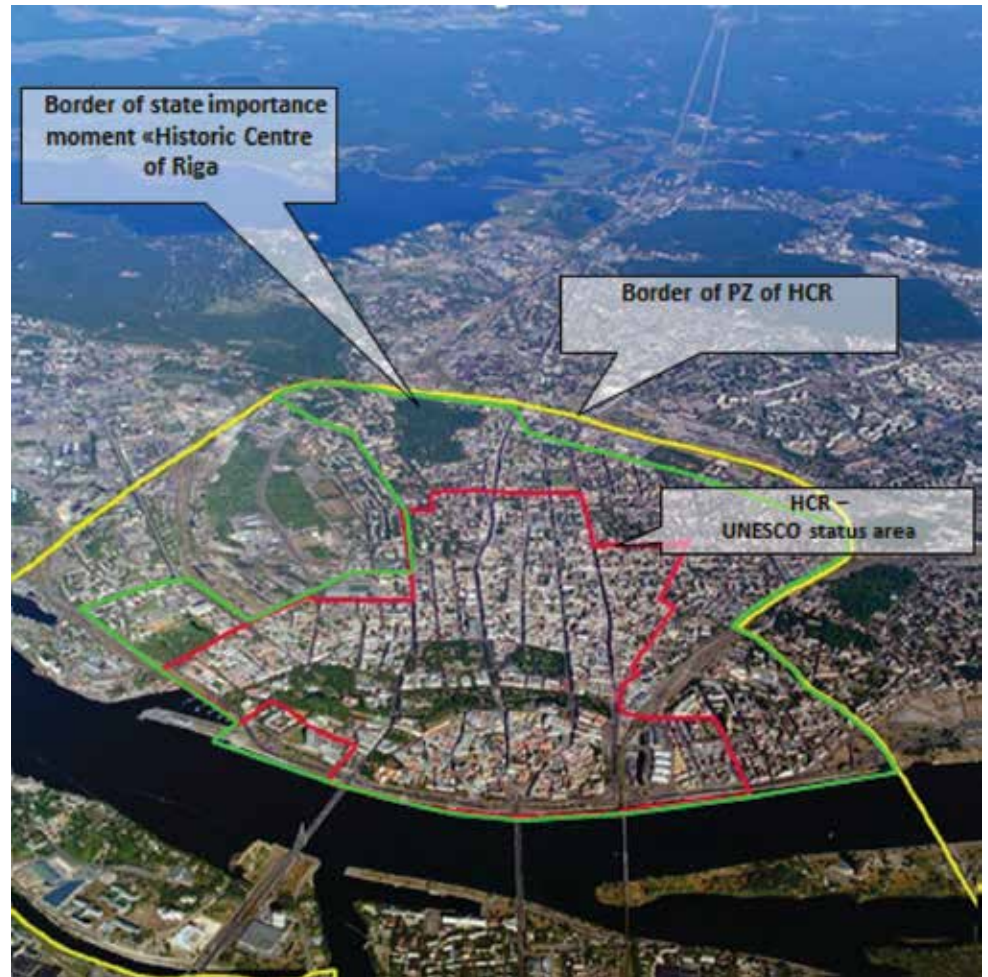 Border of state importance
moment «Historic Centre
of Riga
Border of PZ of HCR
HCR –
UNESCO status area